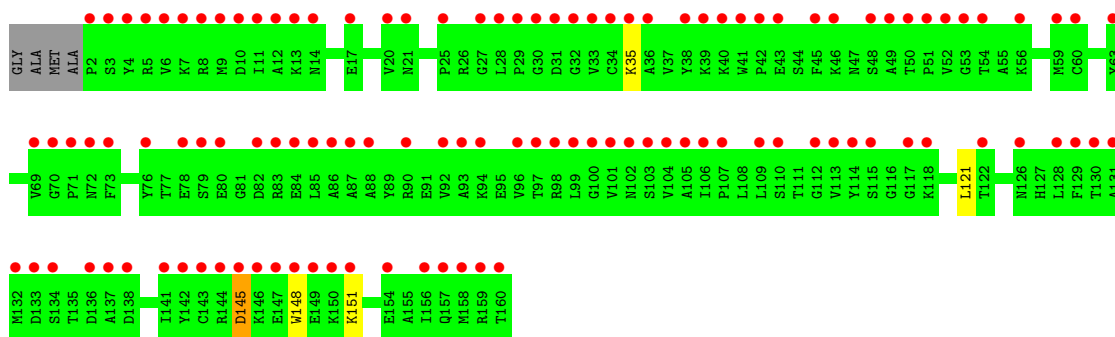 GLY ALA MET ALA P2 S3 Y4 R5 V6 K7 R8 M9 D10 I11 A12 K13 N14 E17 V20 N21 P25 R26 G27 L28 P29 G30 D31 G32 V33 C34 K35 A36 V37 Y38 K39 K40 W41 P42 E43 S44 F45 K46 N47 S48 A49 T50 P51 V52 G53 T54 A55 K56 M59 C60
V69 G70 P71 N72 F73 Y76 T77 E78 S79 E80 G81 D82 R83 E84 L85 A86 A87 A88 Y89 R90 E91 V92 A93 K94 E95 V96 T97 R98 L99 G100 V101 N102 S103 V104 A105 I106 P107 L108 L109 S110 T111 G112 V113 Y114 S115 G116 G117 K118 L121 T122 N126 H127 L128 F129 T130 A131
M132 D133 S134 T135 D136 A137 D138 I141 Y142 C143 R144 D145 K146 E147 W148 E149 K150 K151 E154 A155 I156 Q157 M158 R159 T160